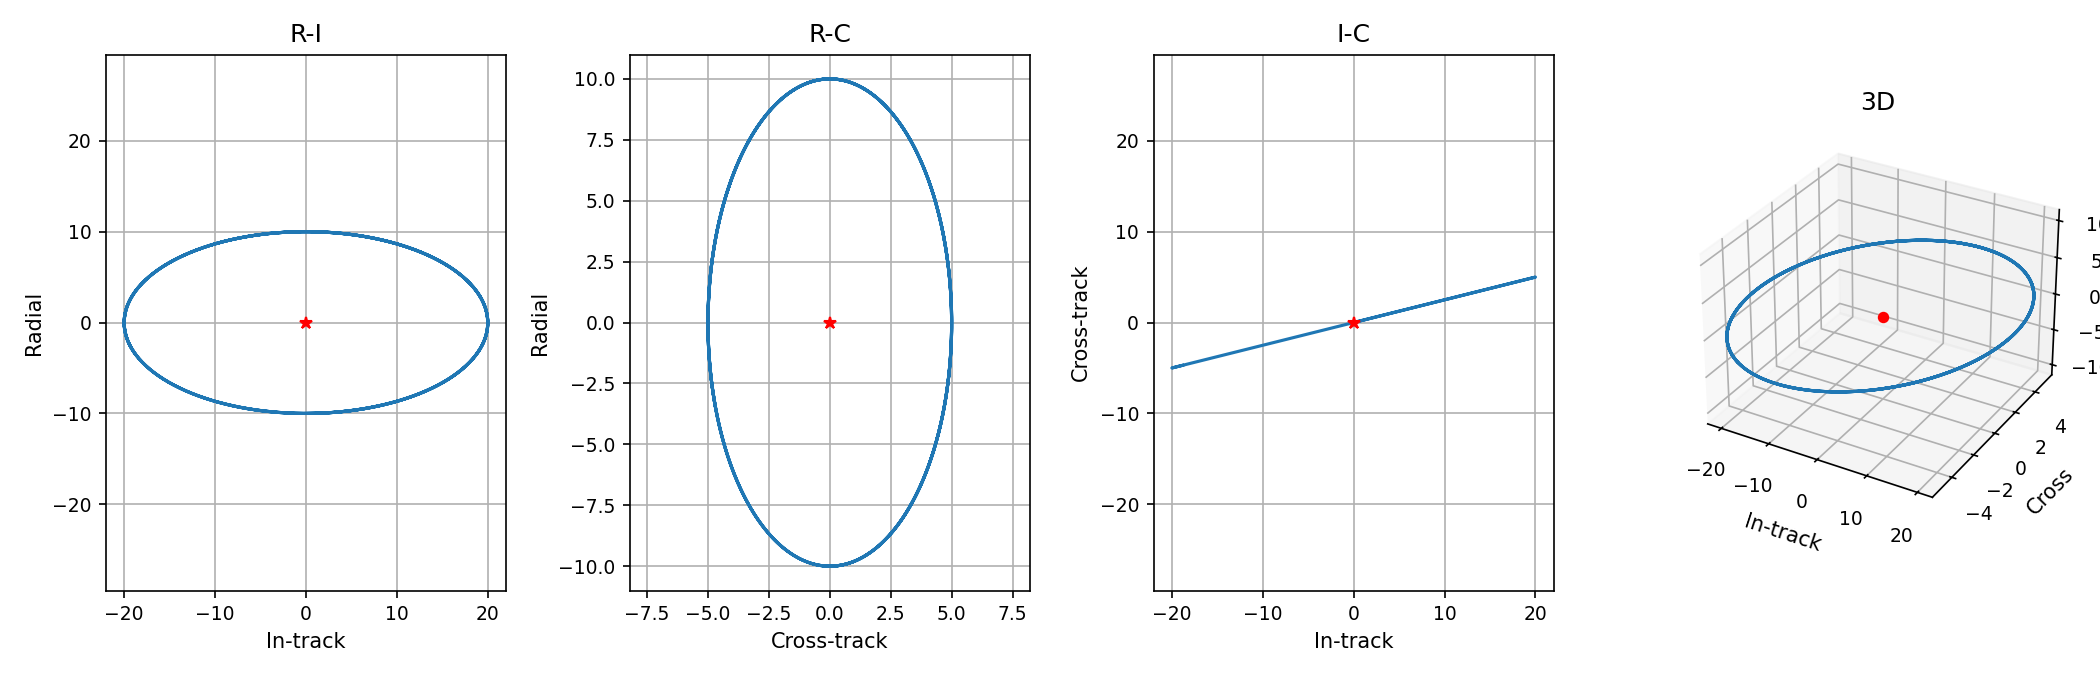 R-I
20
10
0
−10
−20
Radial
−20 −10 0 10 20
In-track
R-C
10.0
7.5
5.0
2.5
0.0
−2.5
−5.0
−7.5
−10.0
Radial
−7.5 −5.0 −2.5 0.0 2.5 5.0 7.5
Cross-track
I-C
20
10
0
−10
−20
Cross-track
−20 −10 0 10 20
In-track
3D
5
0
−20 −10 0 10 20
In-track
−4 −2 0 2 4
Cross